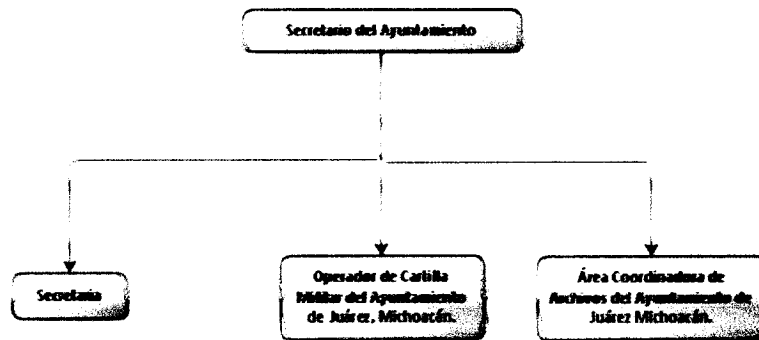 Secretario del Ayuntamiento
Secretaria
Operador de Cartilla
Militar del Ayuntamiento
de Juárez, Michoacán.
Área Coordinadora de
Archivos del Ayuntamiento de
Juárez Michoacán.